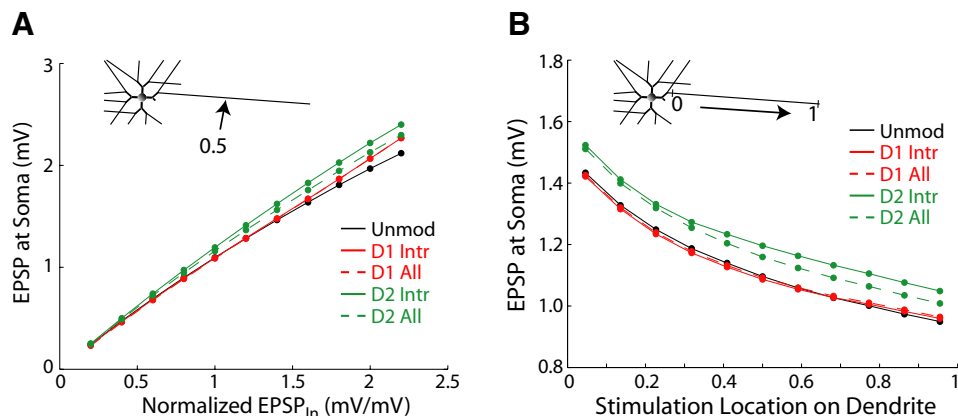 A
EPSP at Soma (mV)
3
2
1
0
0.5
Unmod
D1 Intr
D1 All
D2 Intr
D2 All
0 0.5 1 1.5 2 2.5
Normalized EPSP_In (mV/mV)
B
EPSP at Soma (mV)
1.8
1.6
1.4
1.2
1.0
0.8
0 1
Unmod
D1 Intr
D1 All
D2 Intr
D2 All
0 0.2 0.4 0.6 0.8 1
Stimulation Location on Dendrite